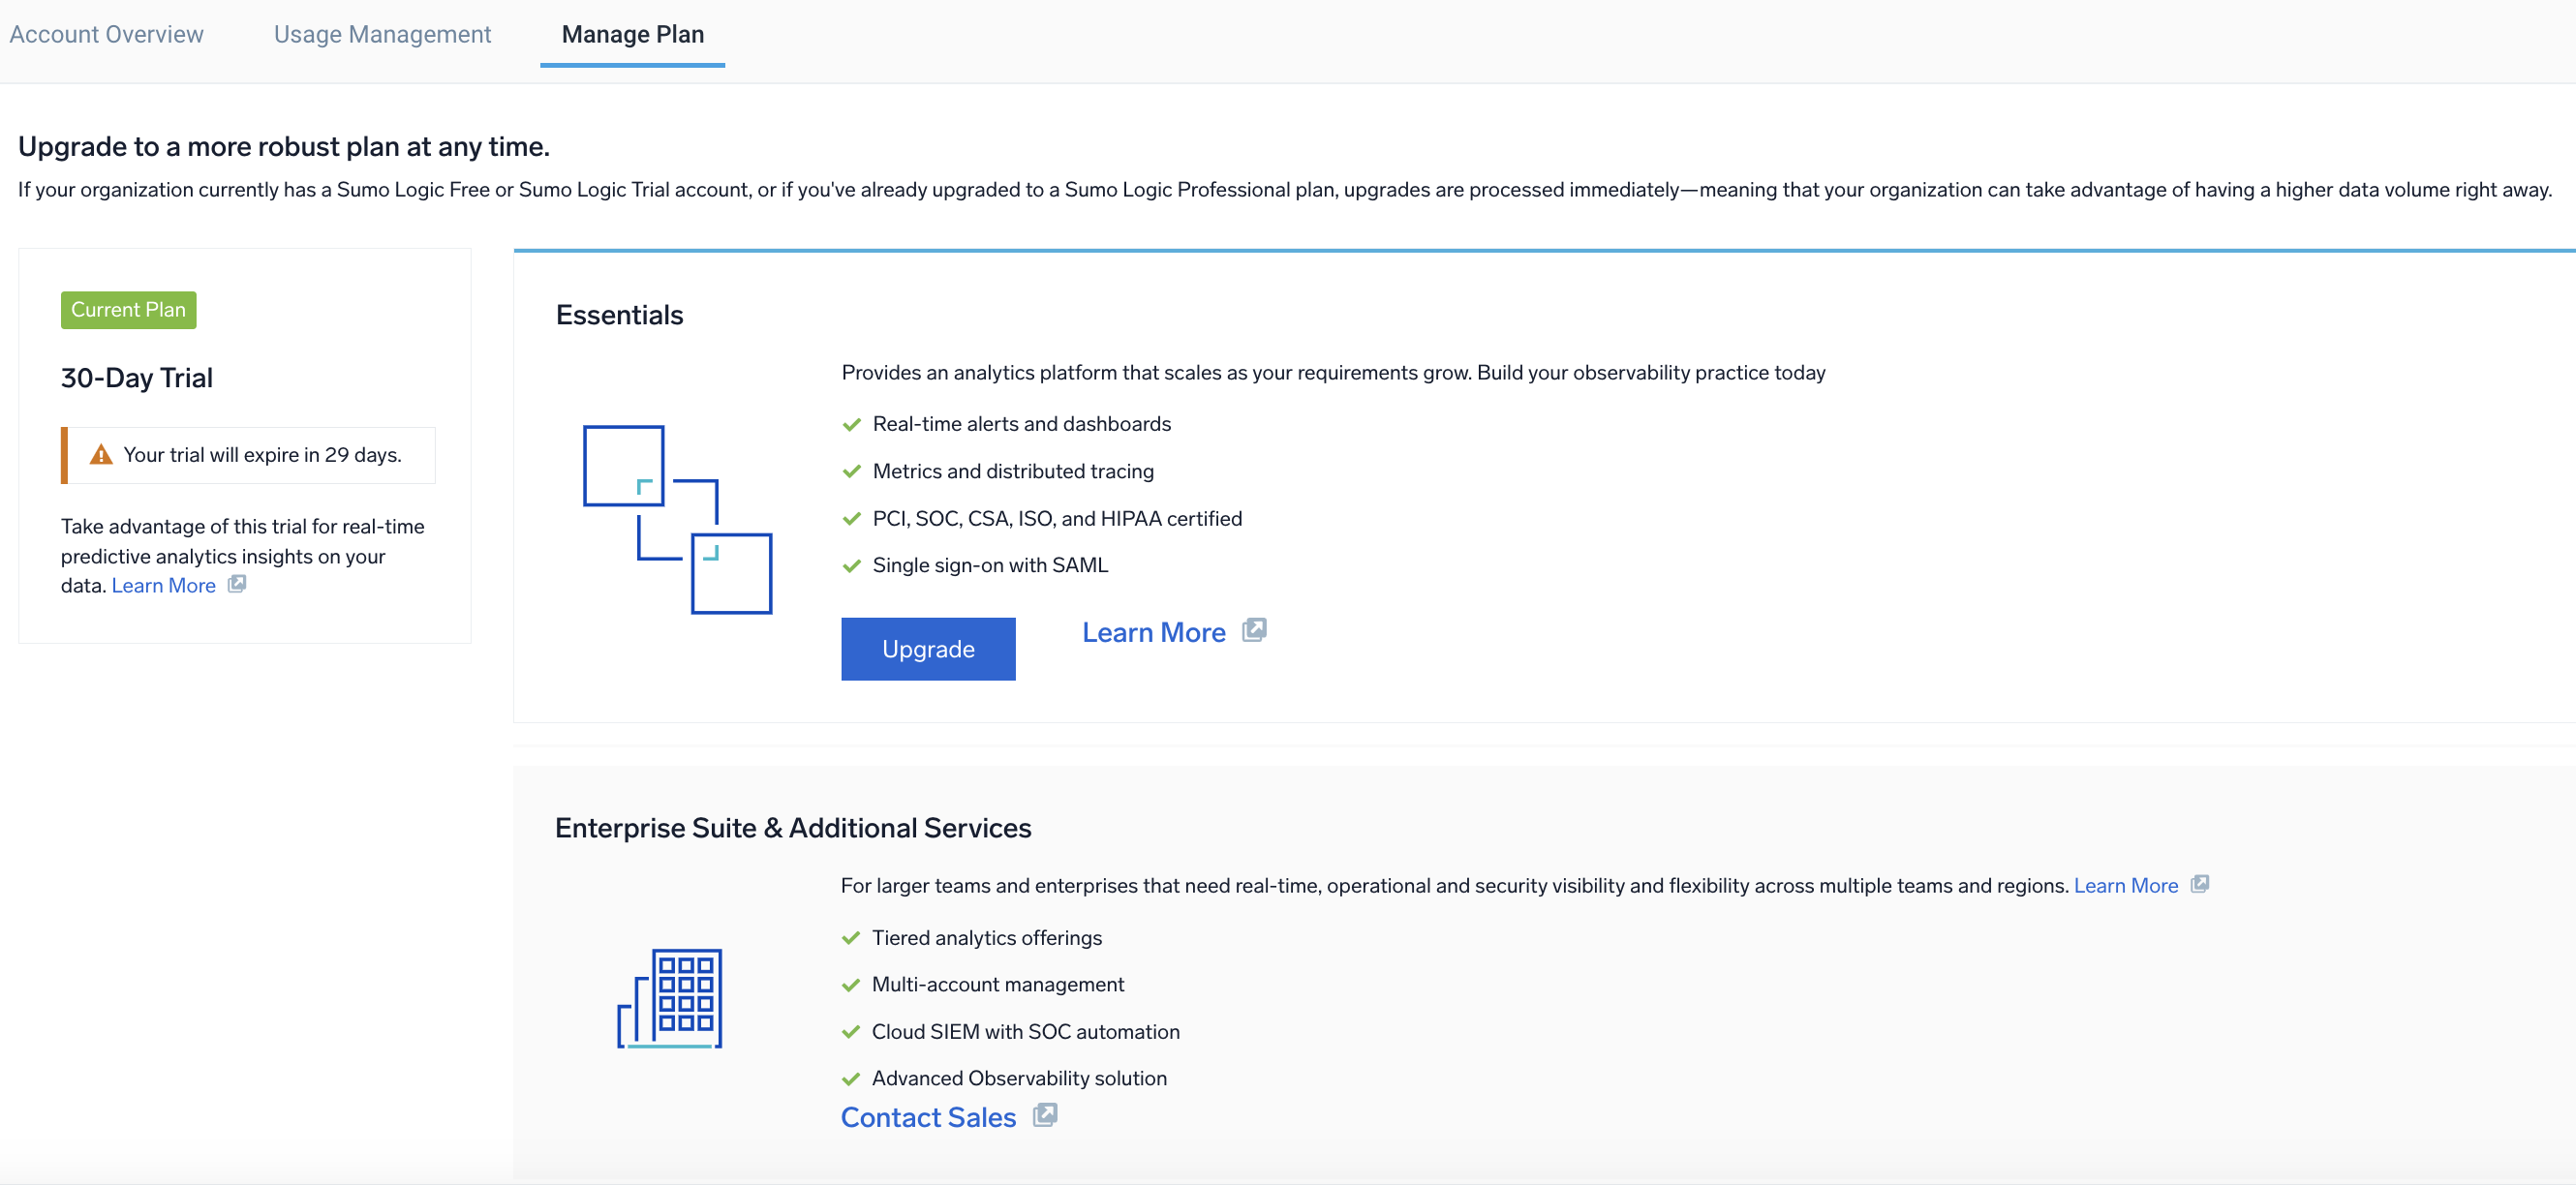 Account Overview
Usage Management
Manage Plan
Upgrade to a more robust plan at any time.
If your organization currently has a Sumo Logic Free or Sumo Logic Trial account, or if you've already upgraded to a Sumo Logic Professional plan, upgrades are processed immediately—meaning that your organization can take advantage of having a higher data volume right away.
Current Plan
30-Day Trial
Your trial will expire in 29 days.
Take advantage of this trial for real-time
predictive analytics insights on your
data. Learn More
Essentials
Provides an analytics platform that scales as your requirements grow. Build your observability practice today
Real-time alerts and dashboards
Metrics and distributed tracing
PCI, SOC, CSA, ISO, and HIPAA certified
Single sign-on with SAML
Upgrade
Learn More
Enterprise Suite & Additional Services
For larger teams and enterprises that need real-time, operational and security visibility and flexibility across multiple teams and regions. Learn More
Tiered analytics offerings
Multi-account management
Cloud SIEM with SOC automation
Advanced Observability solution
Contact Sales